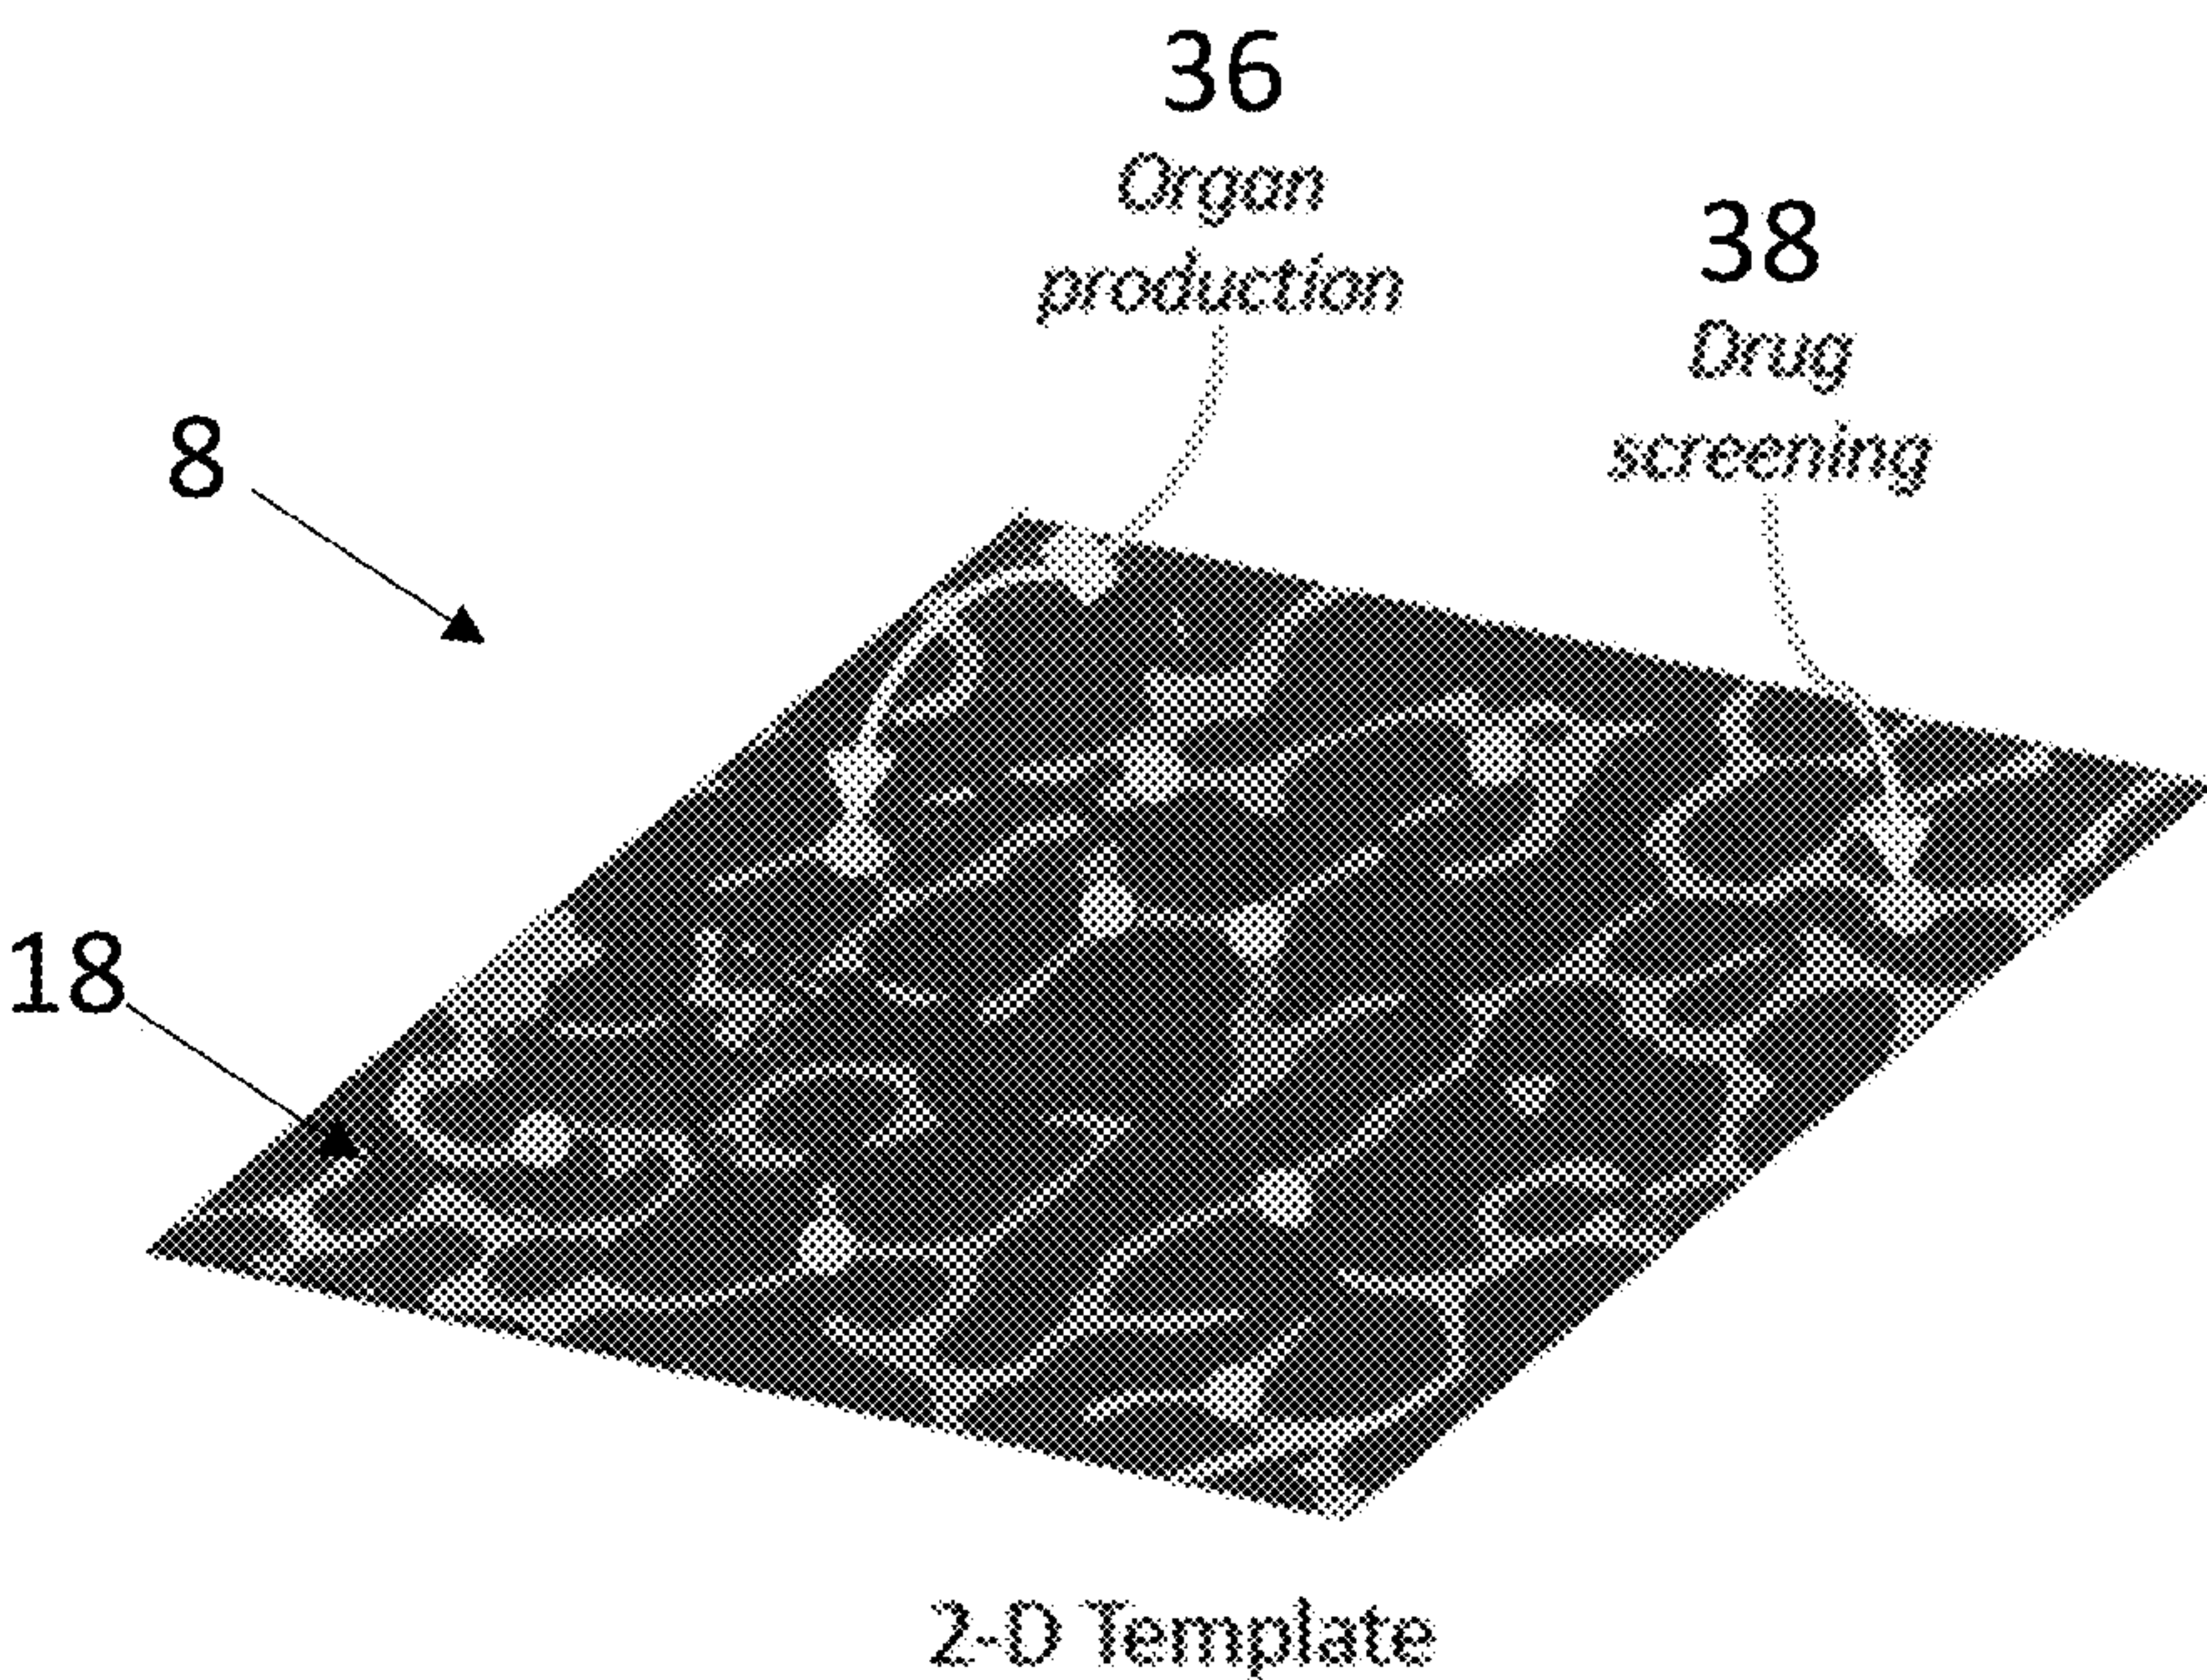 36
Organ
production
38
Drug
screening
8
18
2-D Template